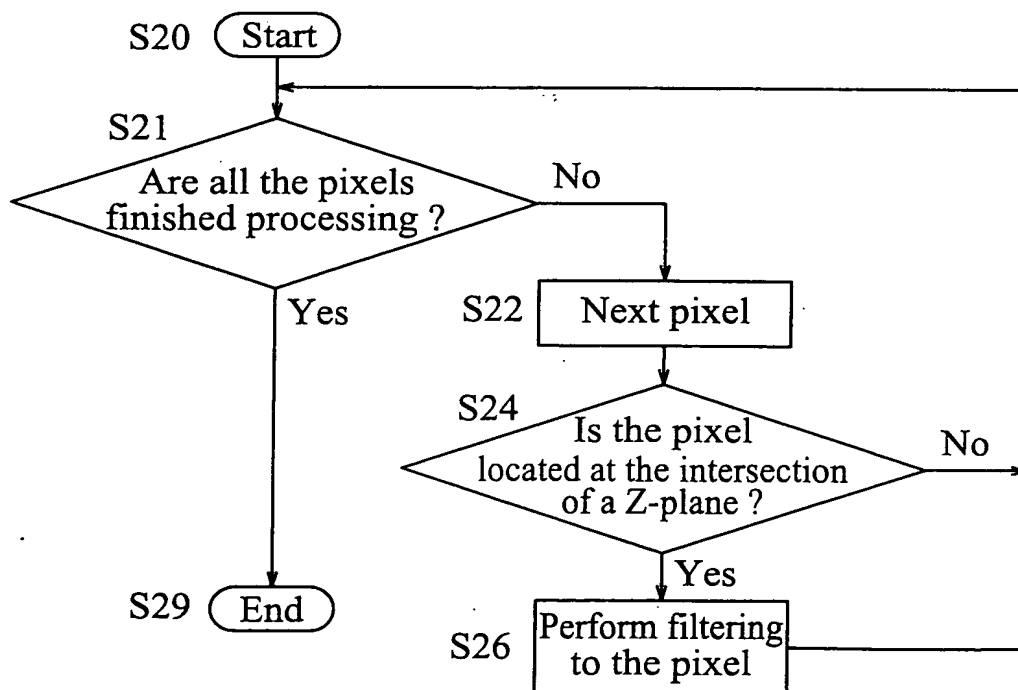 S20
Start
S21
Are all the pixels
finished processing ?
No
Yes
S22
Next pixel
S24
Is the pixel
located at the intersection
of a Z-plane ?
No
Yes
S29
End
S26
Perform filtering
to the pixel